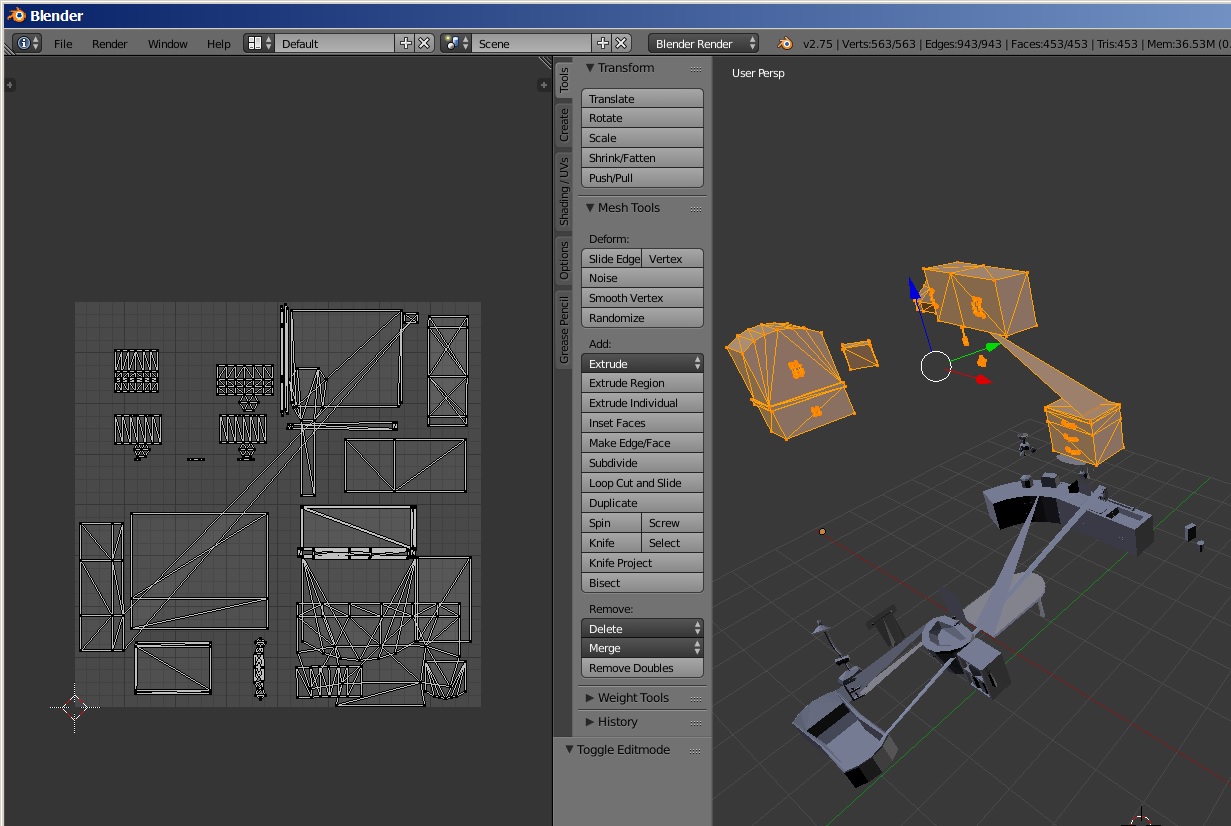 Blender
File Render Window Help Default Scene Blender Render v2.75 | Verts:563/563 | Edges:943/943 | Faces:453/453 | Tris:453 | Mem:36.53M (0.
Tools
Create
Shading / UVs
Options
Grease Pencil
Transform
Translate
Rotate
Scale
Shrink/Fatten
Push/Pull
Mesh Tools
Deform:
Slide Edge Vertex
Noise
Smooth Vertex
Randomize
Add:
Extrude
Extrude Region
Extrude Individual
Inset Faces
Make Edge/Face
Subdivide
Loop Cut and Slide
Duplicate
Spin Screw
Knife Select
Knife Project
Bisect
Remove:
Delete
Merge
Remove Doubles
Weight Tools
History
Toggle Editmode
User Persp